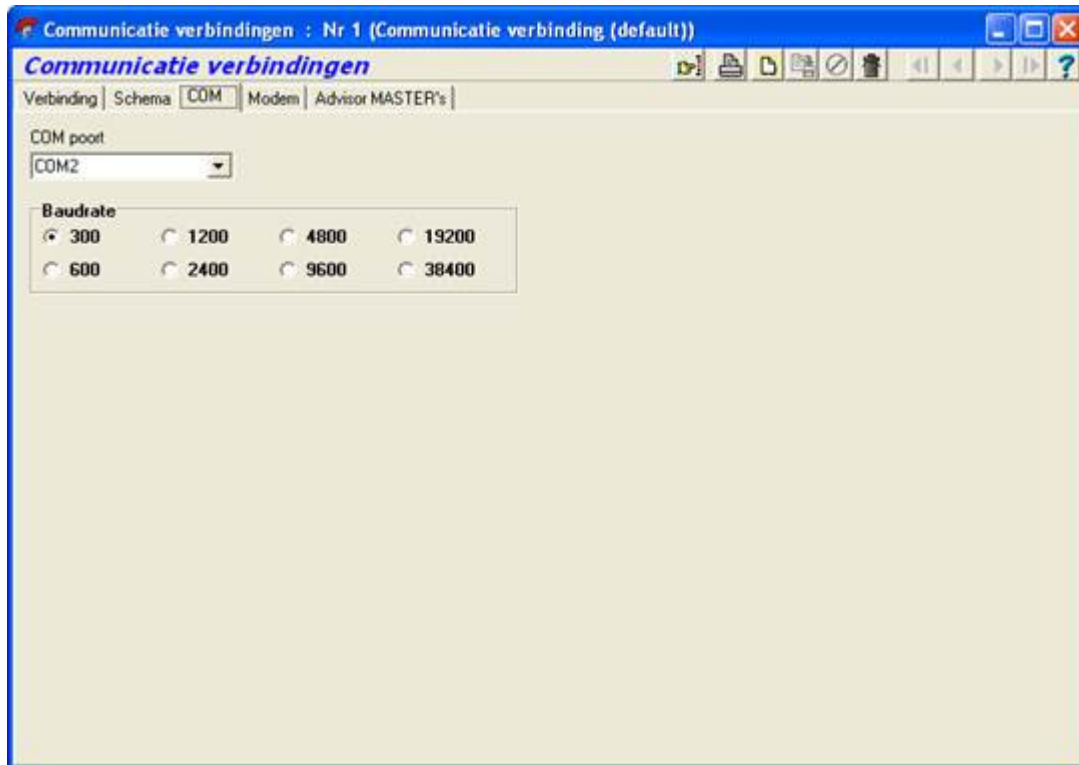 Communicatie verbindingen : Nr 1 (Communicatie verbinding (default))
Communicatie verbindingen
?
Verbinding Schema COM Modem Advisor MASTER's
COM poort
COM2
Baudrate
300 1200 4800 19200
600 2400 9600 38400